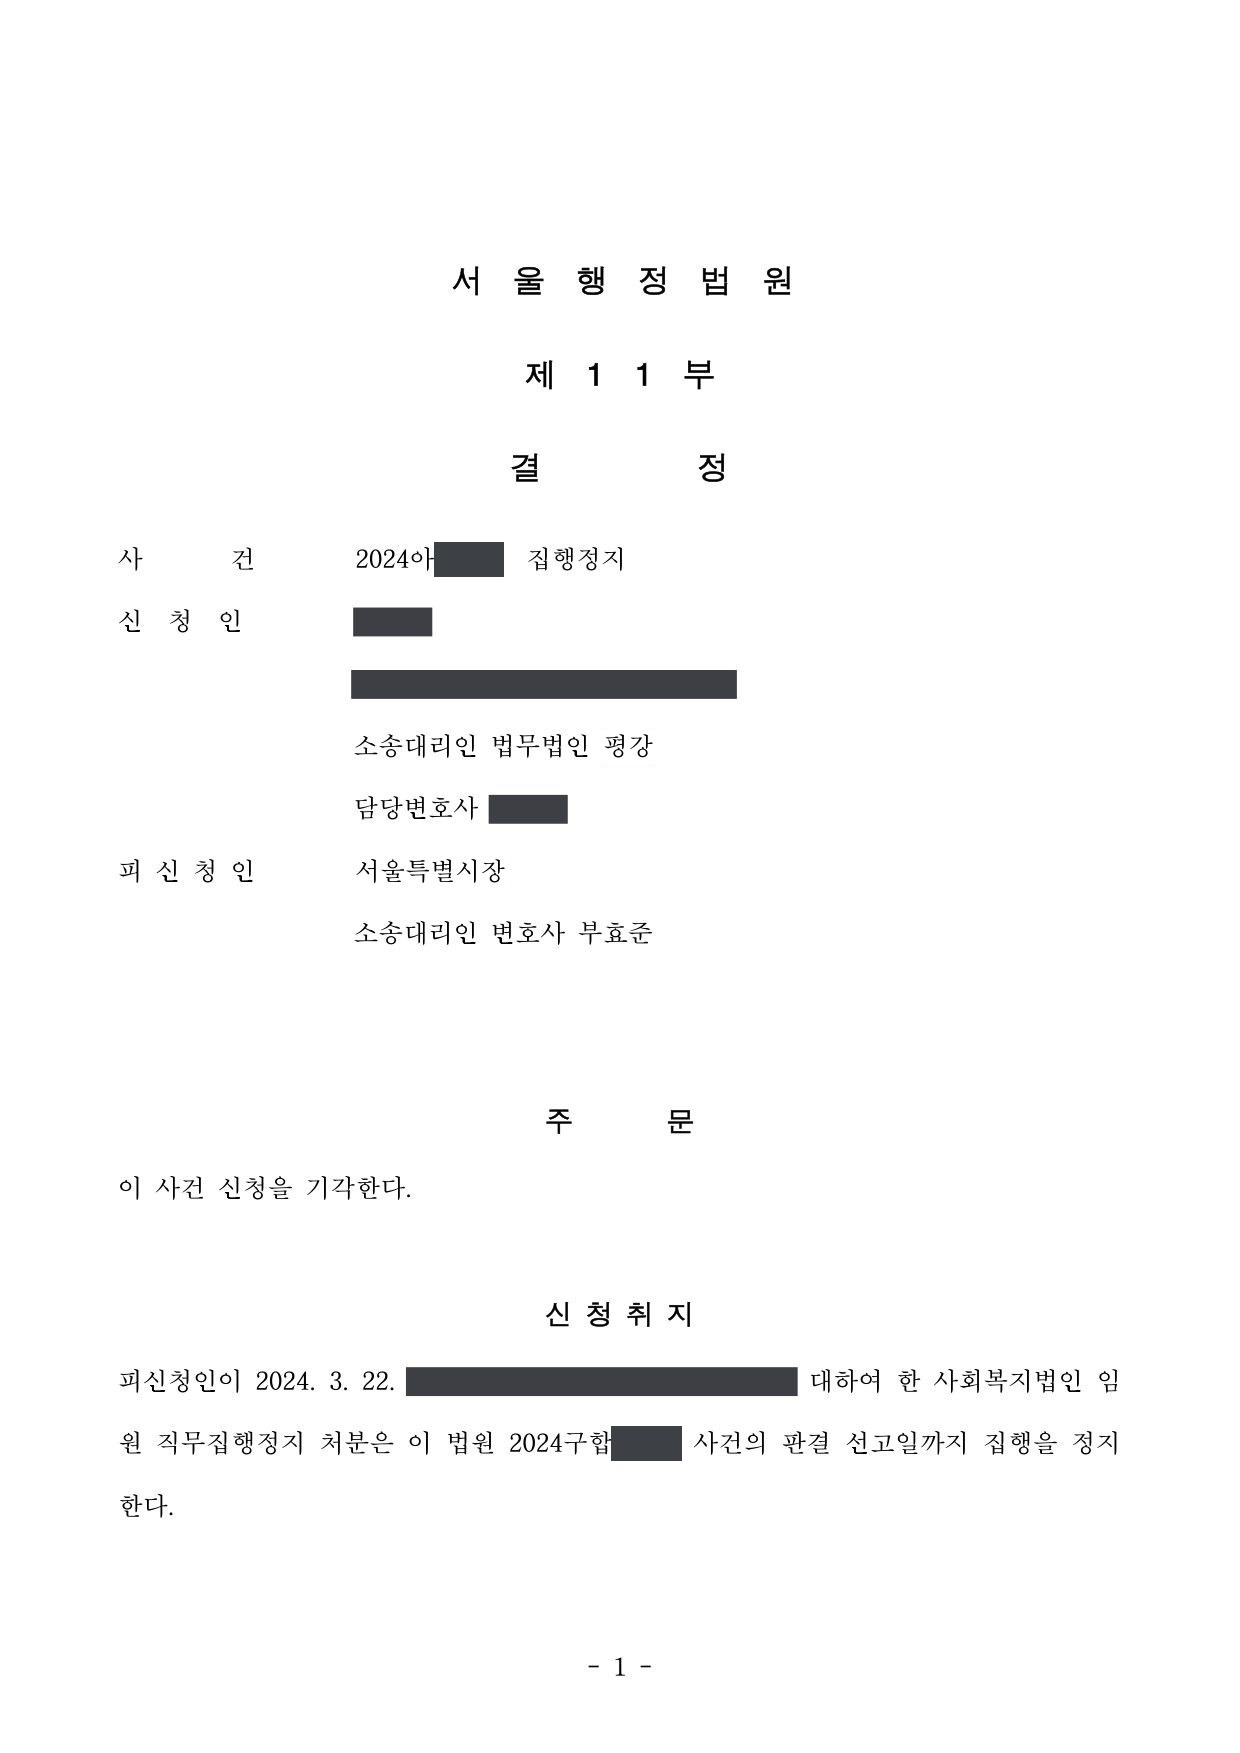 서 울 행 정 법 원
제 1 1 부
결 정
사 건 2024아 집행정지
신 청 인
소송대리인 법무법인 평강
담당변호사
피 신 청 인 서울특별시장
소송대리인 변호사 부효준
주 문
이 사건 신청을 기각한다.
신 청 취 지
피신청인이 2024. 3. 22. 대하여 한 사회복지법인 임
원 직무집행정지 처분은 이 법원 2024구합 사건의 판결 선고일까지 집행을 정지
한다.
- 1 -